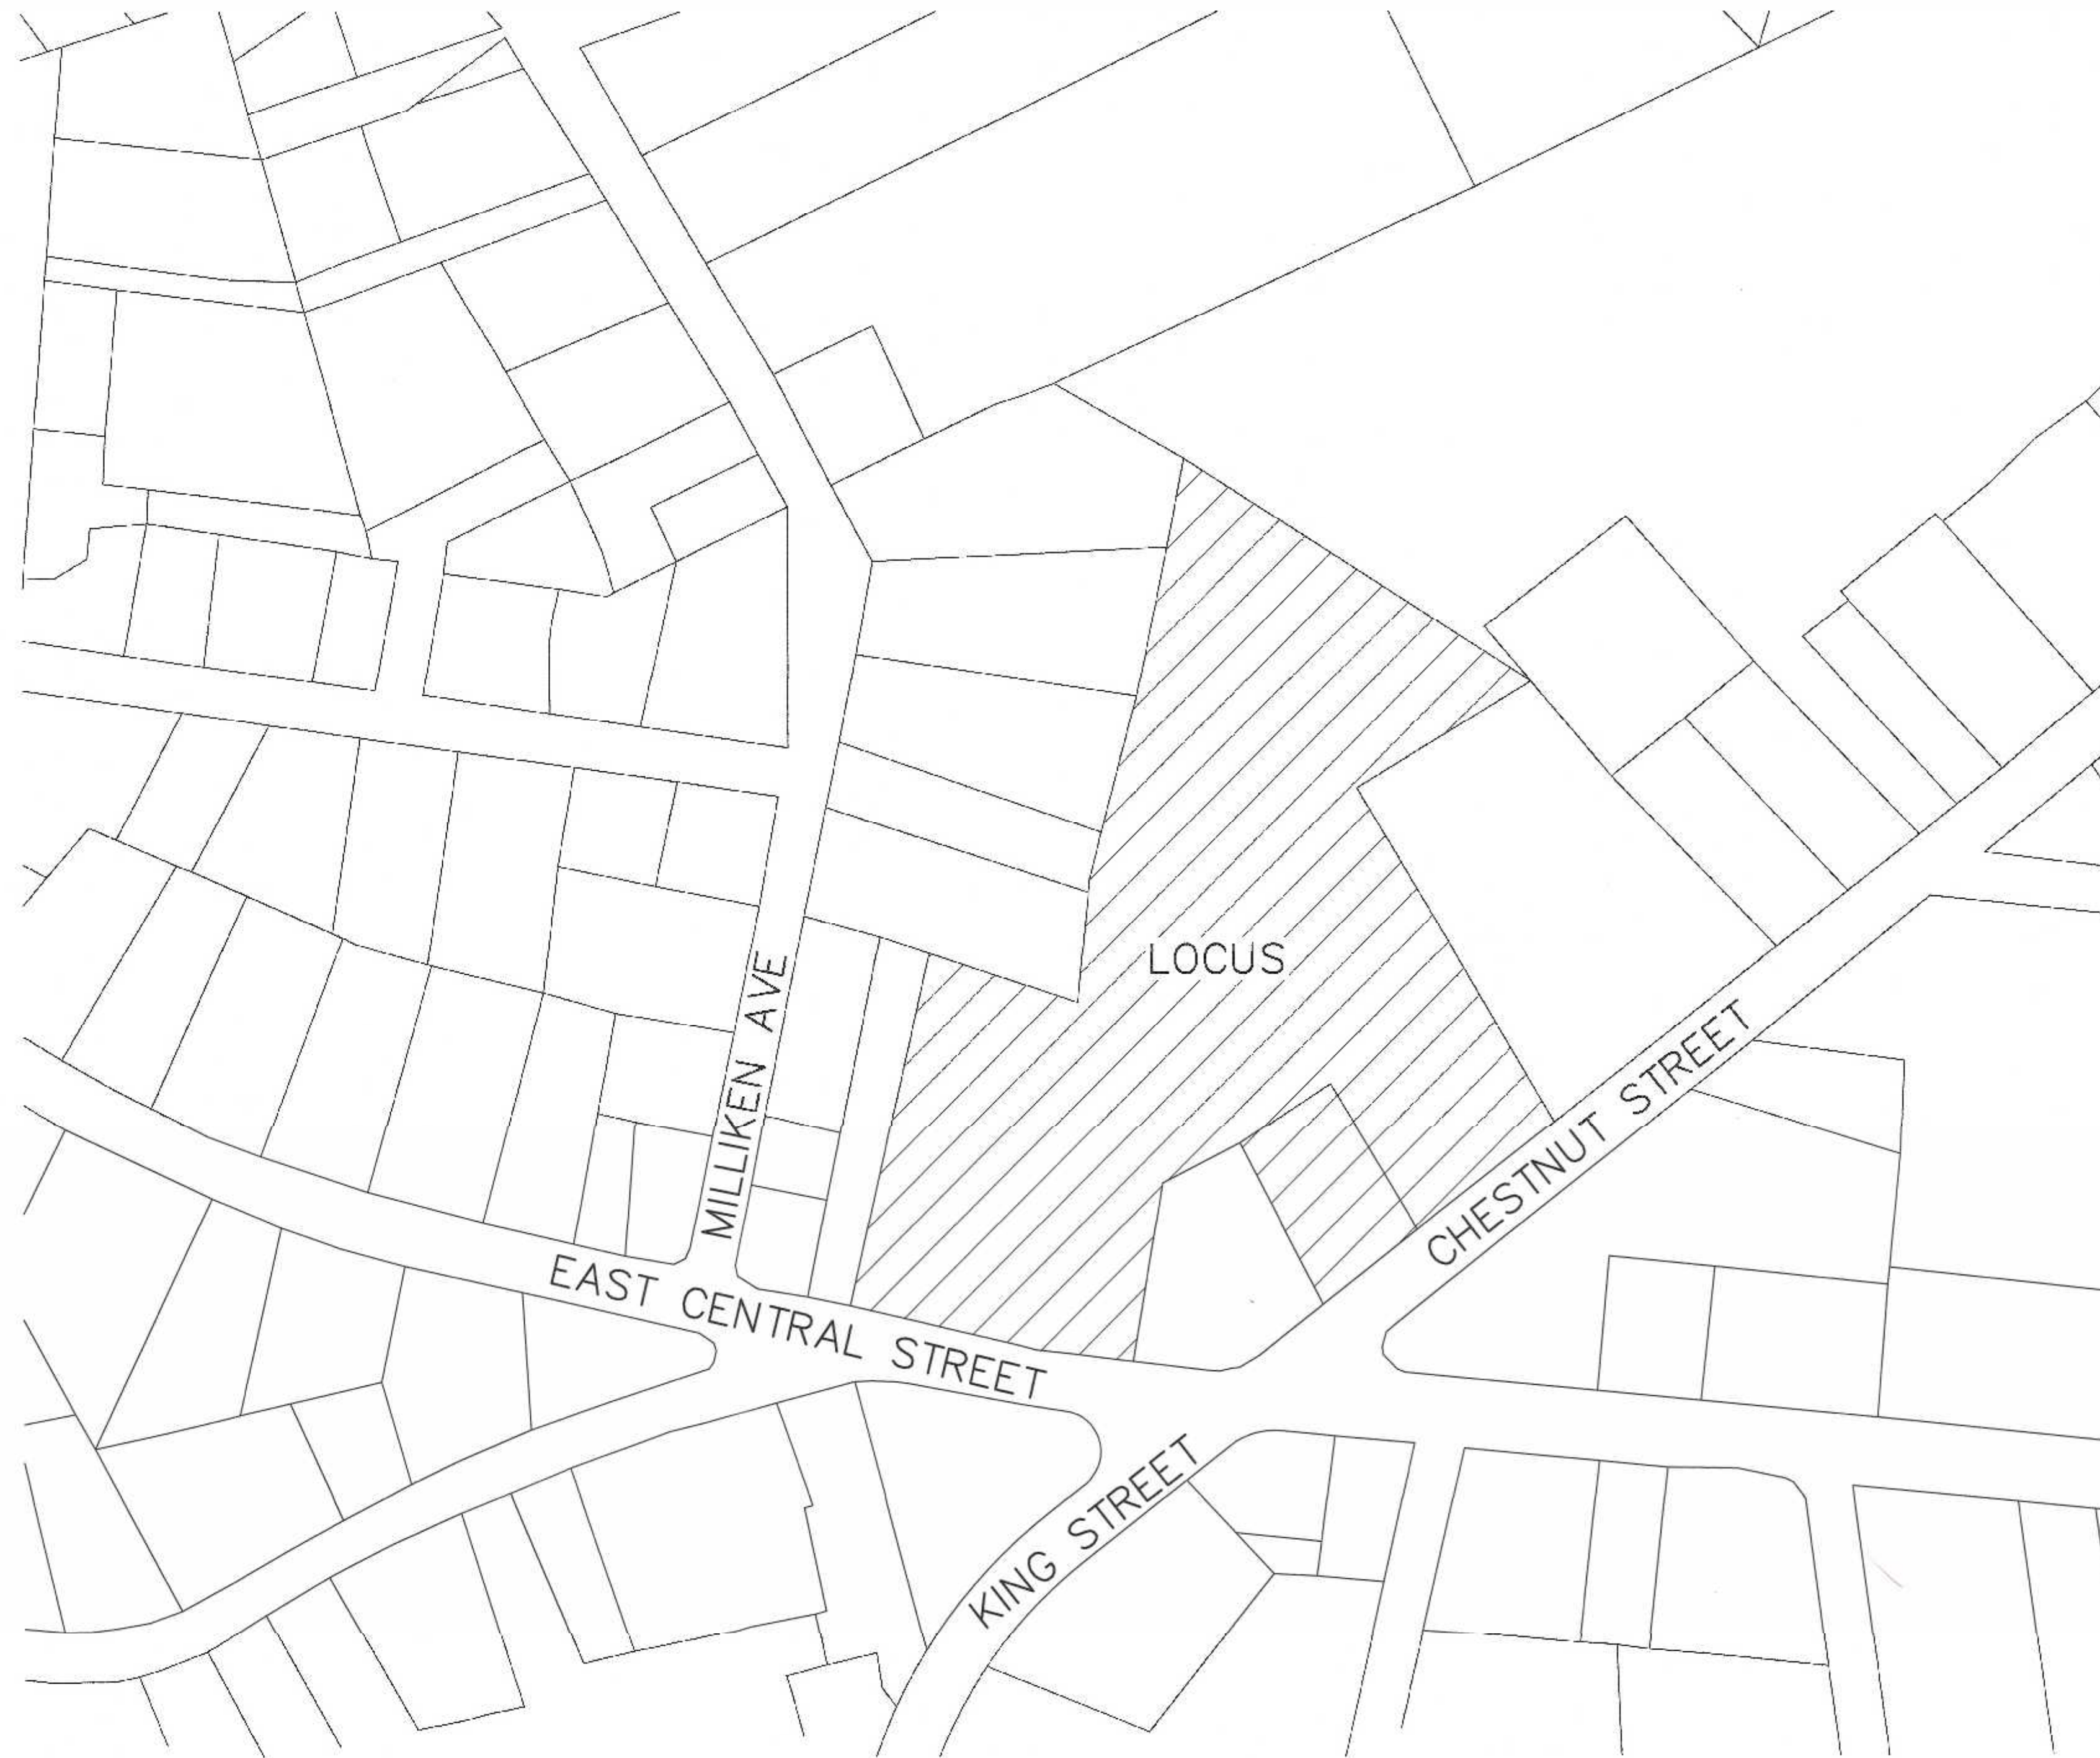 LOCUS
MILLIKEN AVE
CHESTNUT STREET
EAST CENTRAL STREET
KING STREET